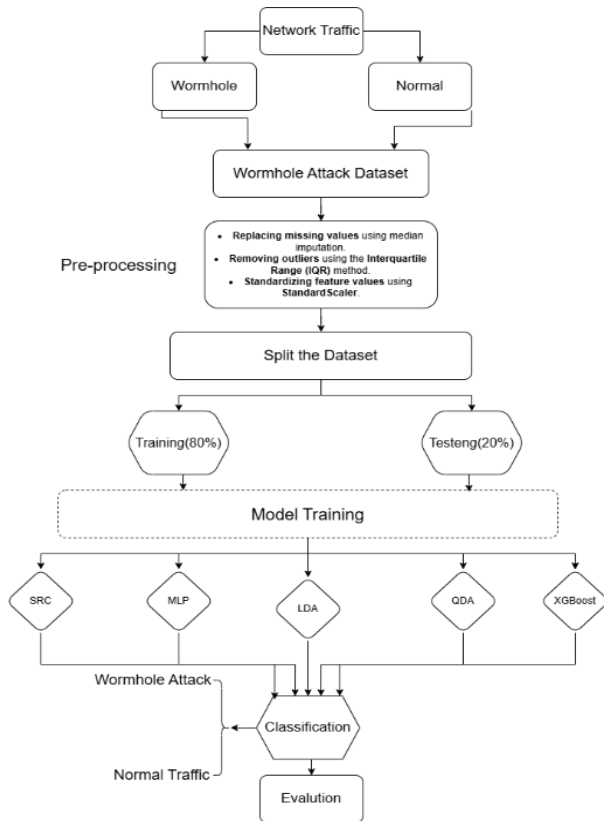 Network Traffic
Wormhole
Normal
Wormhole Attack Dataset
Pre-processing
• Replacing missing values using median
imputation.
• Removing outliers using the Interquartile
Range (IQR) method.
• Standardizing feature values using
StandardScaler.
Split the Dataset
Training(80%)
Testeng(20%)
Model Training
SRC
MLP
LDA
QDA
XGBoost
Wormhole Attack
Classification
Normal Traffic
Evalution